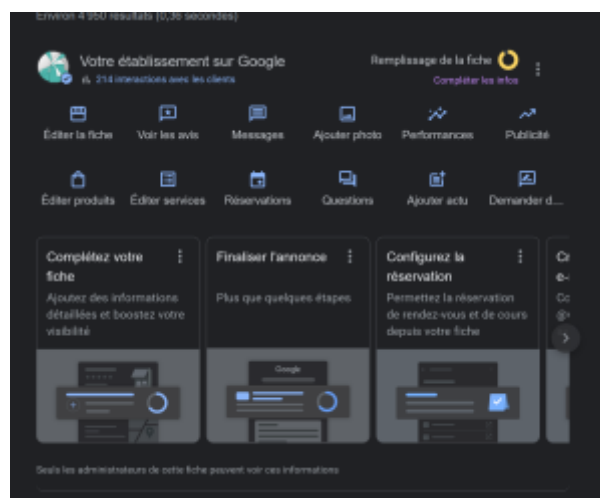 Environ 4 950 résultats (0,36 secondes)
Votre établissement sur Google
214 interactions avec les clients
Remplissage de la fiche
Compléter les infos
Éditer la fiche
Voir les avis
Messages
Ajouter photo
Performances
Publicité
Éditer produits
Éditer services
Réservations
Questions
Ajouter actu
Demander d...
Complétez votre
fiche
Ajoutez des informations
détaillées et boostez votre
visibilité
Finaliser l'annonce
Plus que quelques étapes
Google
Configurez la
réservation
Permettez la réservation
de rendez-vous et de cours
depuis votre fiche
Cr
e-
Seuls les administrateurs de cette fiche peuvent voir ces informations